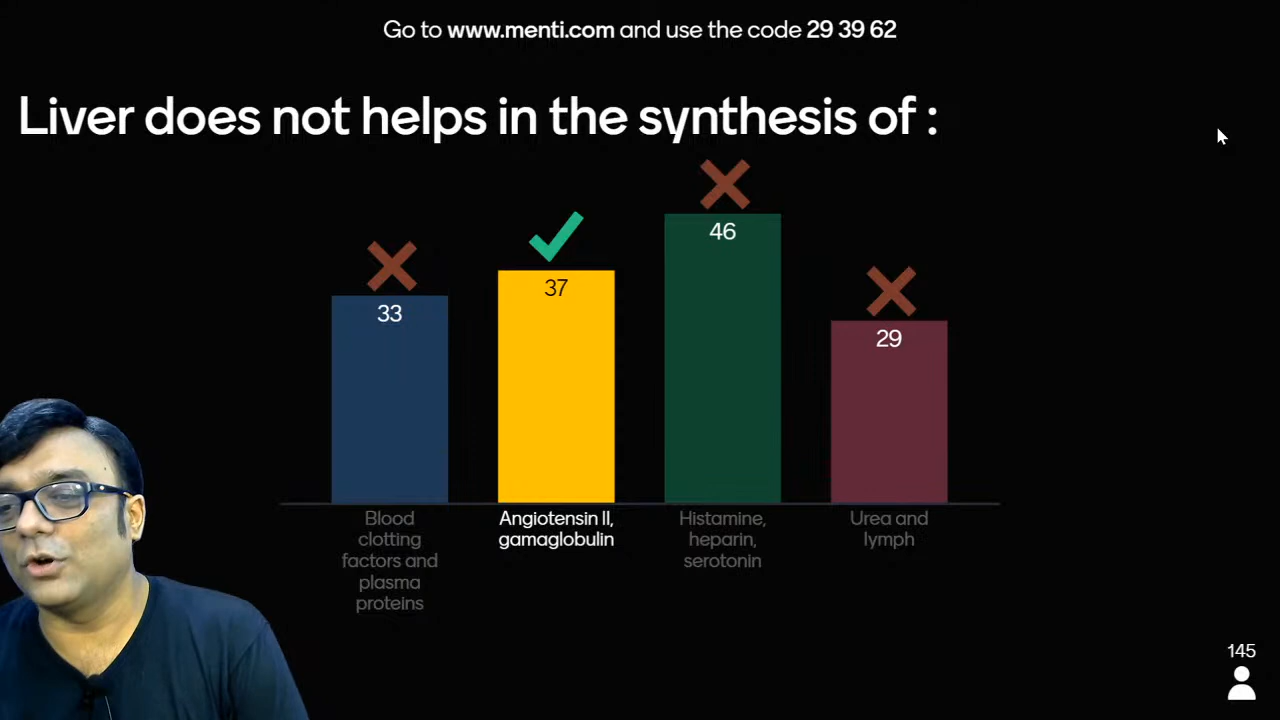 Go to www.menti.com and use the code 29 39 62
Liver does not helps in the synthesis of :
33
37
46
29
Blood
clotting
factors and
plasma
proteins
Angiotensin II,
gamaglobulin
Histamine,
heparin,
serotonin
Urea and
lymph
145